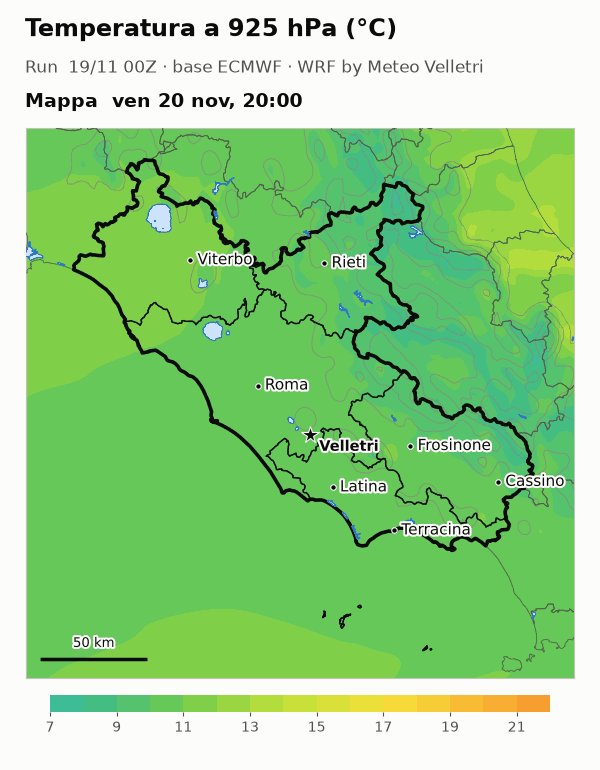 Temperatura a 925 hPa (°C)
Run  19/11 00Z · base ECMWF · WRF by Meteo Velletri
Mappa  ven 20 nov, 20:00
Viterbo
Rieti
Roma
Velletri
Frosinone
Cassino
Latina
Terracina
50 km
7 9 11 13 15 17 19 21